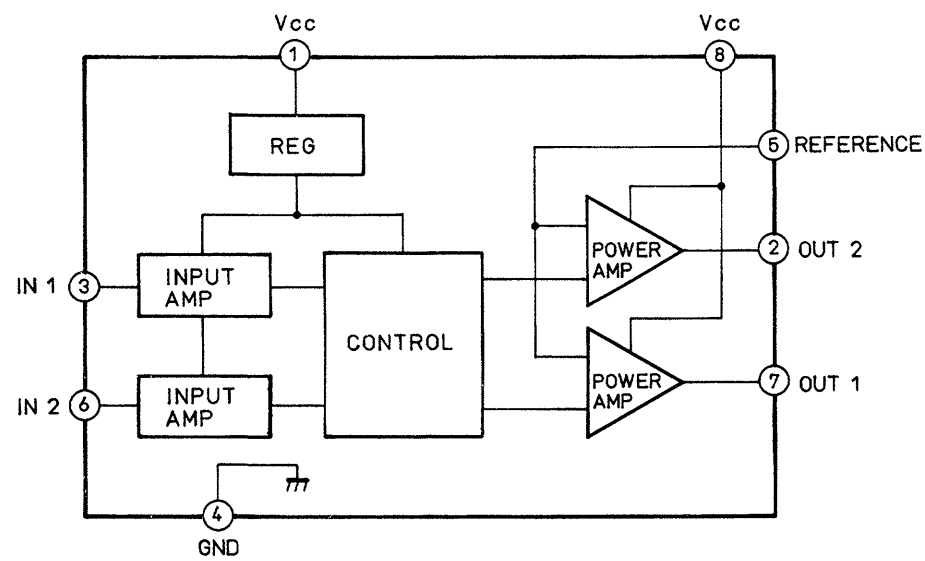 Vcc
Vcc
1
8
REG
5 REFERENCE
POWER
AMP
2 OUT 2
IN 1 3
INPUT
AMP
CONTROL
POWER
AMP
7 OUT 1
IN 2 6
INPUT
AMP
4
GND